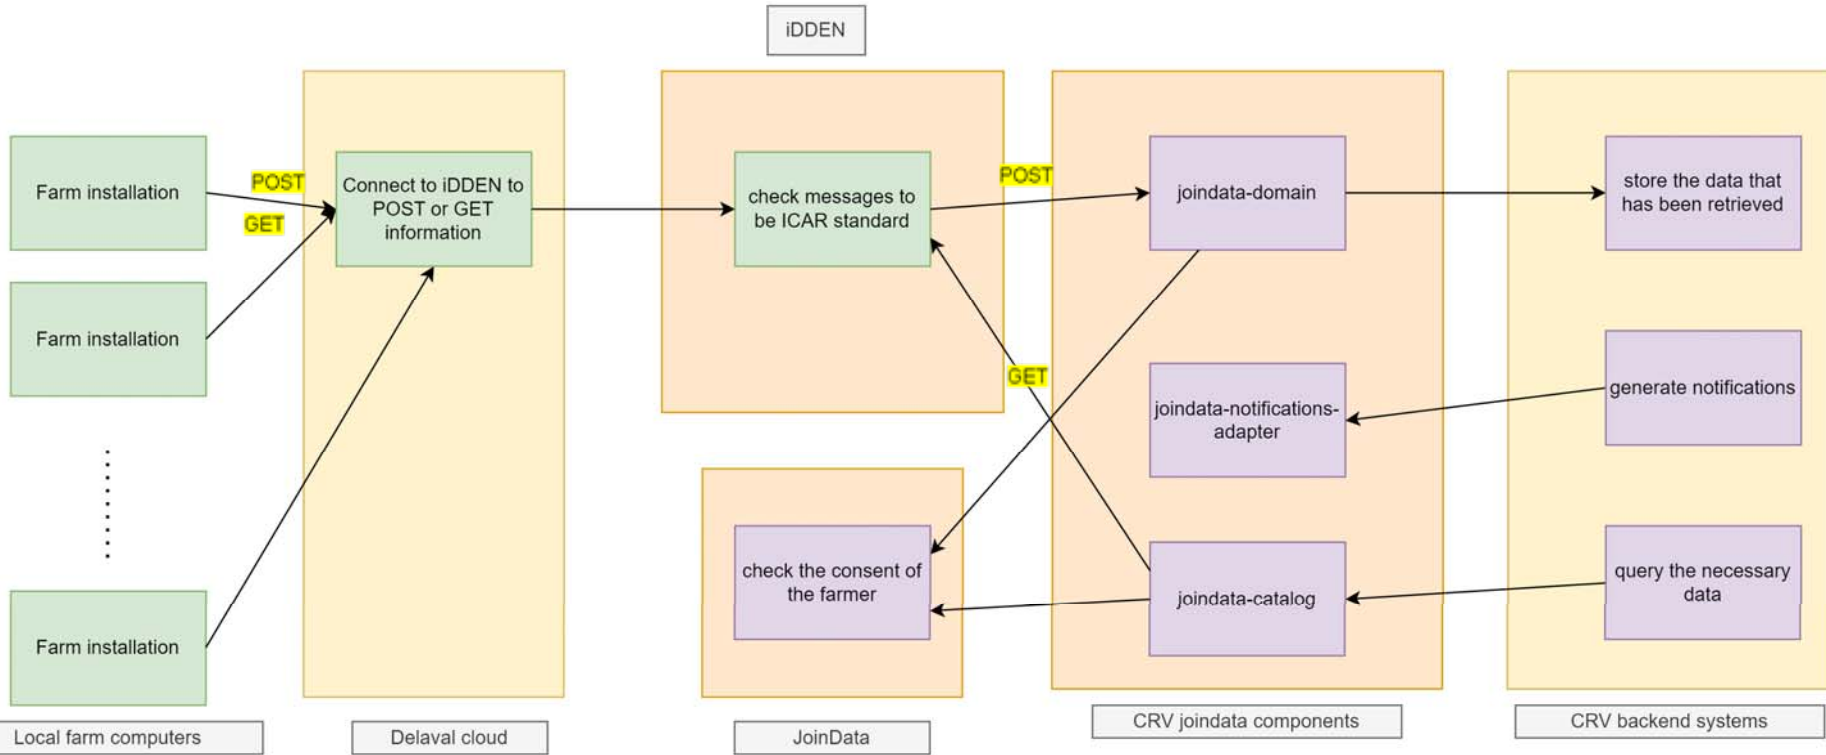 iDDEN
Farm installation
Farm installation
Farm installation
Local farm computers
POST
GET
Connect to iDDEN to
POST or GET
information
Delaval cloud
check messages to
be ICAR standard
POST
GET
check the consent of
the farmer
JoinData
joindata-domain
joindata-notifications-
adapter
joindata-catalog
CRV joindata components
store the data that
has been retrieved
generate notifications
query the necessary
data
CRV backend systems